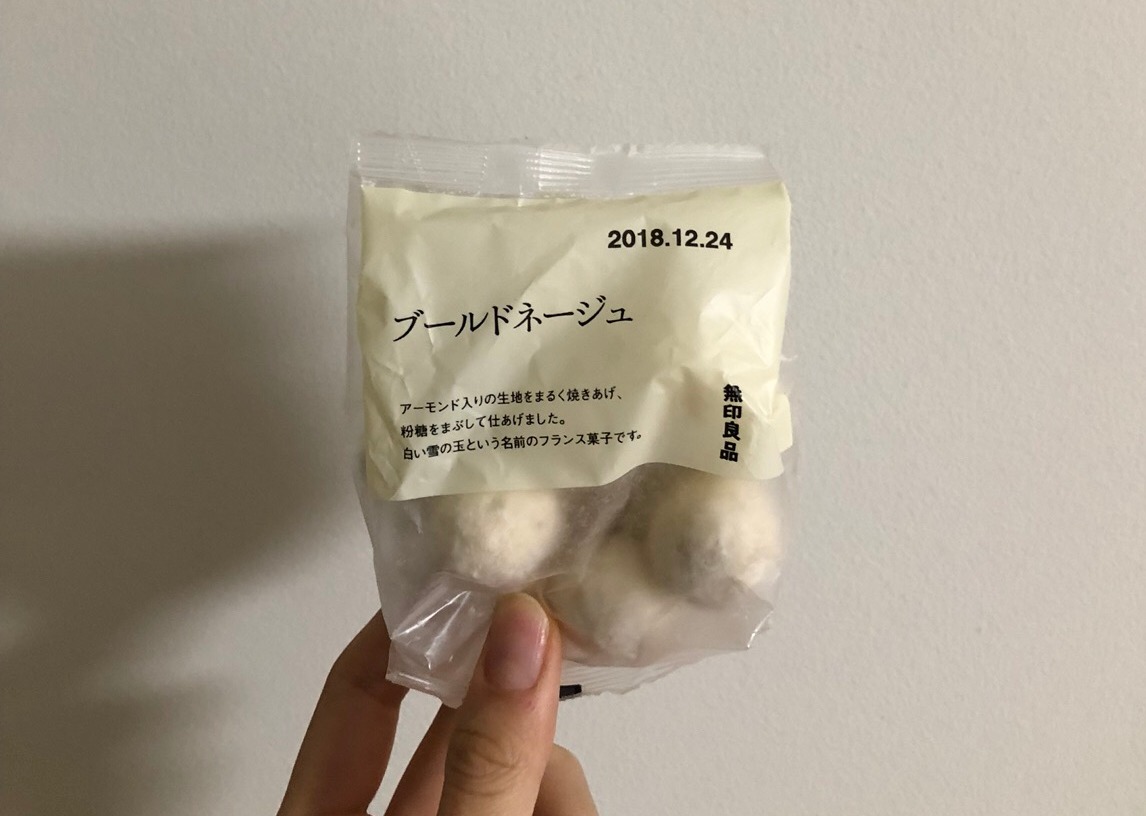 2018.12.24
ブールドネージュ
アーモンド入りの生地をまるく焼きあげ、
粉糖をまぶして仕あげました。
白い雪の玉という名前のフランス菓子です。
無印良品